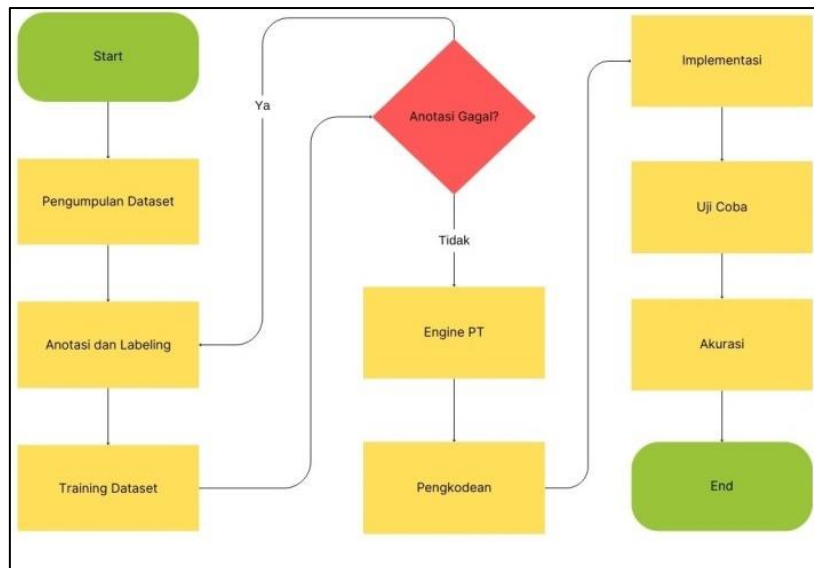 Start
Pengumpulan Dataset
Anotasi dan Labeling
Training Dataset
Ya
Anotasi Gagal?
Tidak
Engine PT
Pengkodean
Implementasi
Uji Coba
Akurasi
End